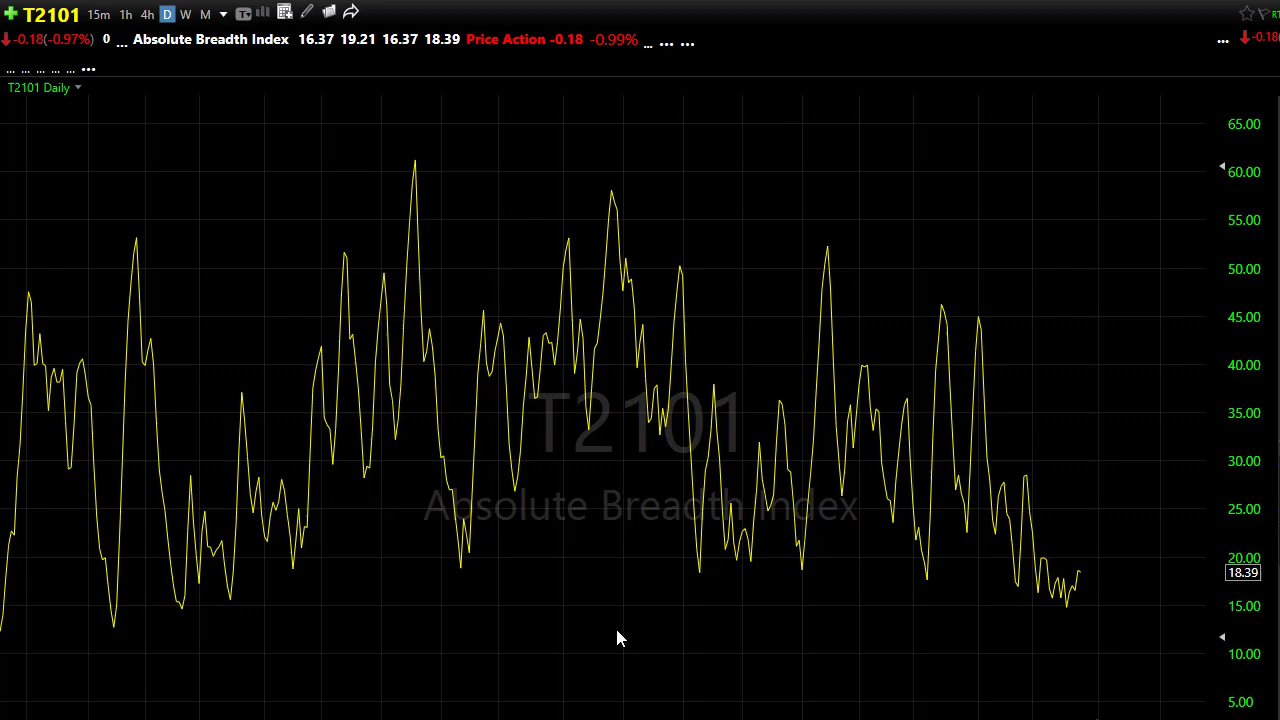 T2101 15m 1h 4h D W M T
RT
-0.18(-0.97%) 0 ... Absolute Breadth Index 16.37 19.21 16.37 18.39 Price Action -0.18 -0.99% ... ... ...
... -0.18(
... ... ... ... ... ...
T2101 Daily
65.00
60.00
55.00
50.00
45.00
40.00
35.00
T2101
30.00
25.00
Absolute Breadth Index
20.00
18.39
15.00
10.00
5.00